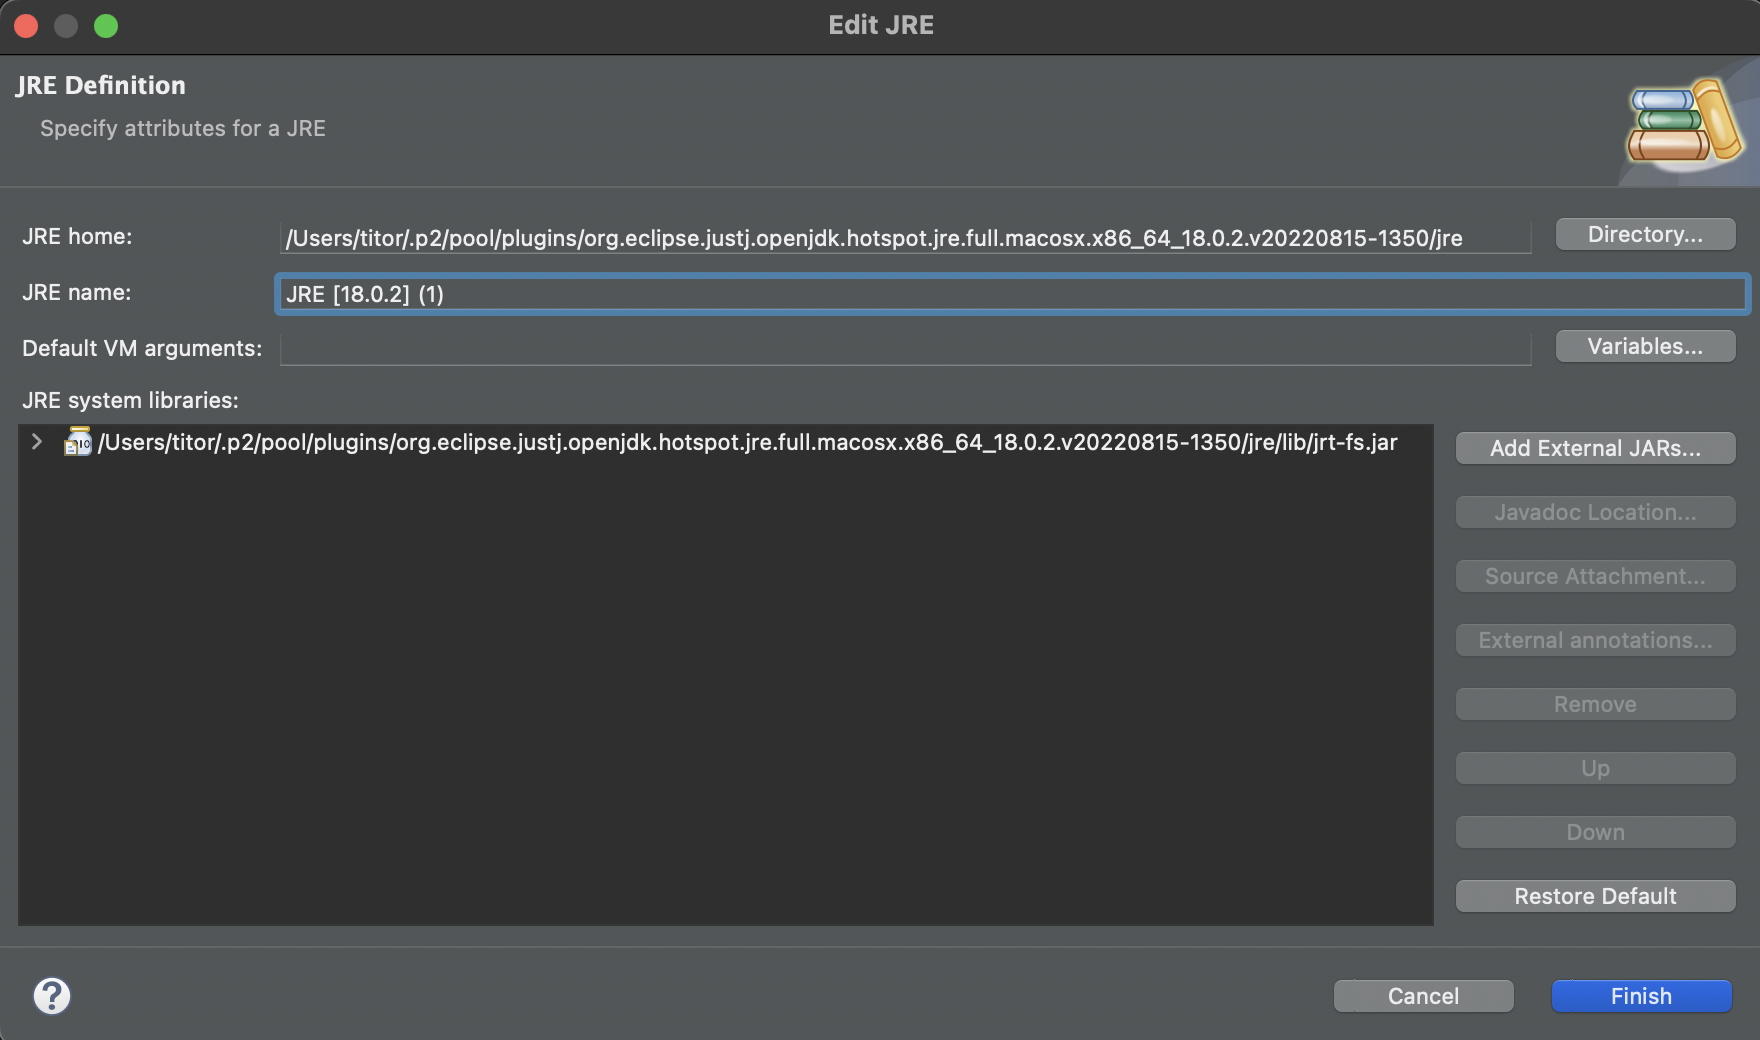 Edit JRE
JRE Definition
Specify attributes for a JRE
JRE home:
/Users/titor/.p2/pool/plugins/org.eclipse.justj.openjdk.hotspot.jre.full.macosx.x86_64_18.0.2.v20220815-1350/jre
Directory...
JRE name:
JRE [18.0.2] (1)
Default VM arguments:
Variables...
JRE system libraries:
/Users/titor/.p2/pool/plugins/org.eclipse.justj.openjdk.hotspot.jre.full.macosx.x86_64_18.0.2.v20220815-1350/jre/lib/jrt-fs.jar
Add External JARs...
Javadoc Location...
Source Attachment...
External annotations...
Remove
Up
Down
Restore Default
?
Cancel
Finish